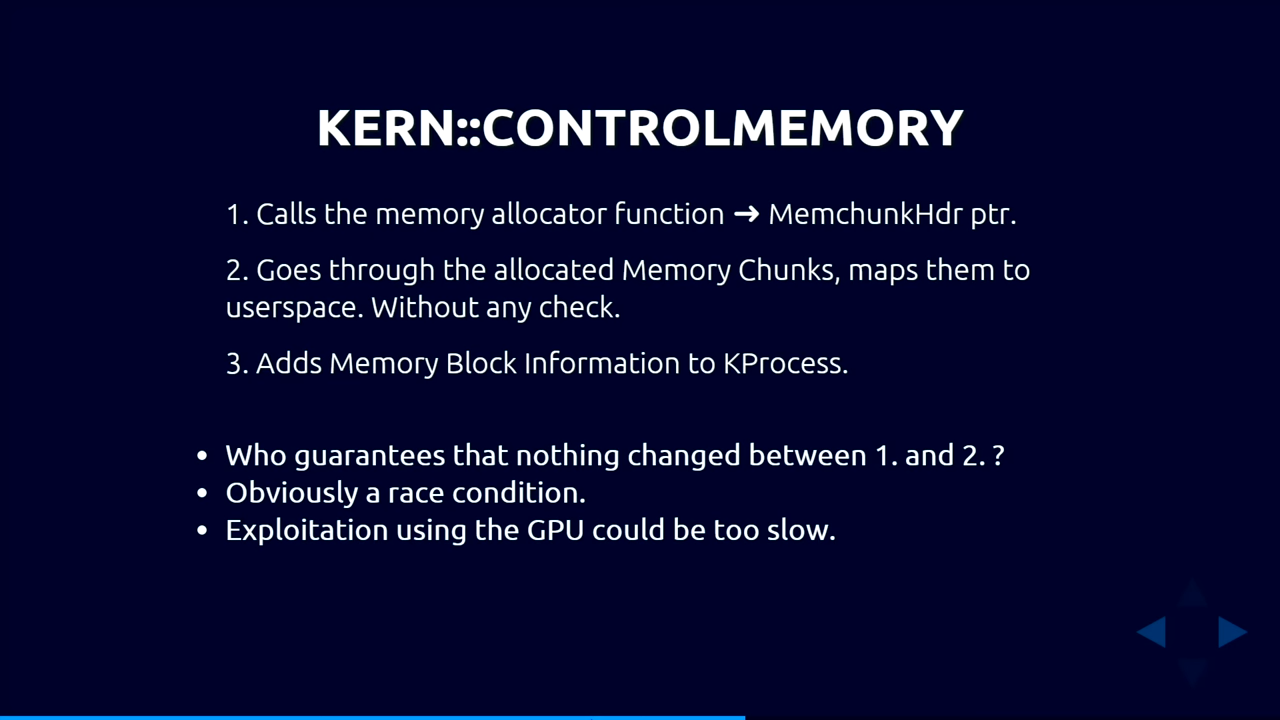 KERN::CONTROLMEMORY
1. Calls the memory allocator function ➜ MemchunkHdr ptr.
2. Goes through the allocated Memory Chunks, maps them to
userspace. Without any check.
3. Adds Memory Block Information to KProcess.
• Who guarantees that nothing changed between 1. and 2. ?
• Obviously a race condition.
• Exploitation using the GPU could be too slow.